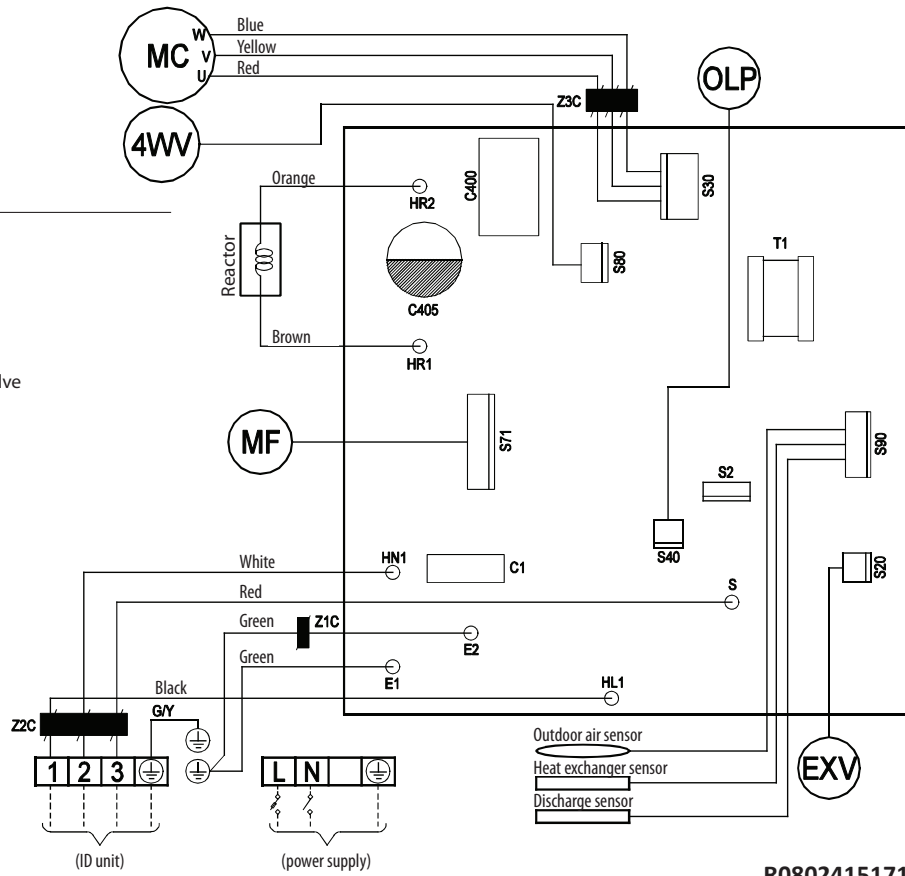 Blue
W
Yellow
MC
V
Red
U
OLP
Z3C
4WV
Orange
HR2
C400
S30
S80
T1
Reactor
C405
Brown
HR1
lve
MF
S71
S90
S2
S40
White
HN1
C1
S20
Red
S
Green
Z1C
E2
Green
E1
Black
HL1
G/Y
Z2C
1 2 3
L N
Outdoor air sensor
Heat exchanger sensor
Discharge sensor
EXV
(ID unit)
(power supply)
R0802415171